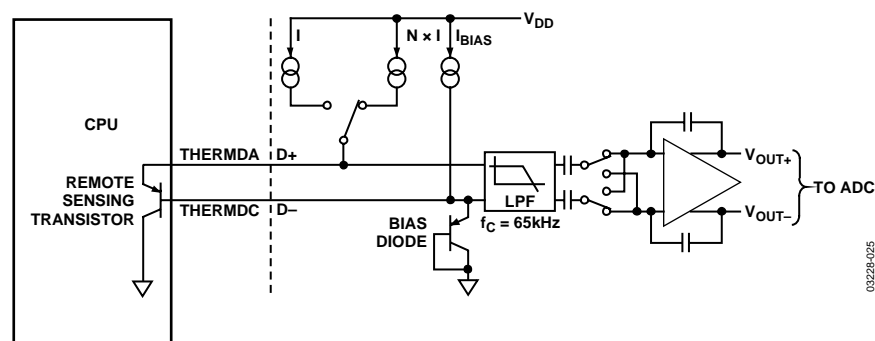 V_DD
I
N × I
I_BIAS
CPU
THERMDA
D+
REMOTE
SENSING
TRANSISTOR
THERMDC
D–
BIAS
DIODE
LPF
f_C = 65kHz
V_OUT+
TO ADC
V_OUT–
03228-025